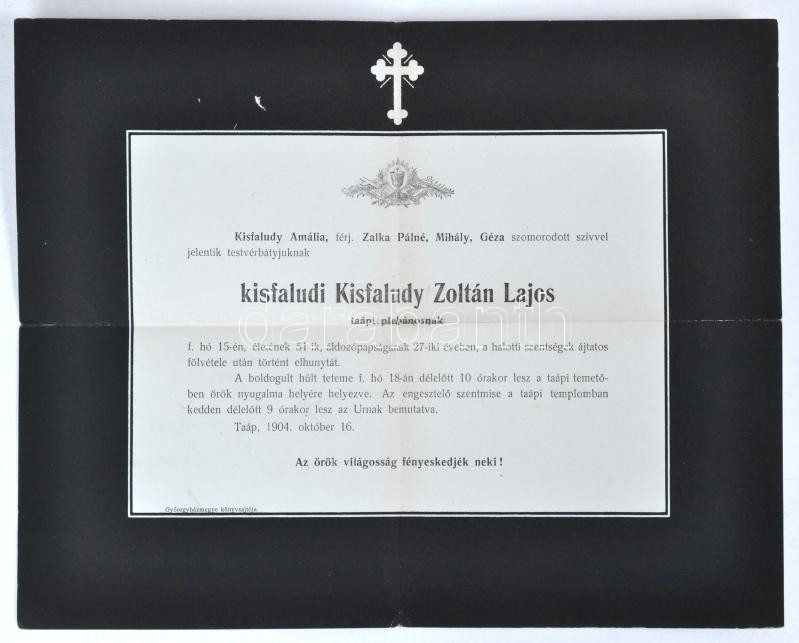 Kisfaludy Amália, férj. Zalka Pálné, Mihály, Géza szomorodott szívvel
jelentik testvérbátyjuknak
kisfaludi Kisfaludy Zoltán Lajos
taápi plébánosnak
f. hó 15-én, életének 51-ik, áldozópapságának 27-iki évében, a halotti szentségek ájtatos
fölvétele után történt elhunytát.
A boldogult hült teteme f. hó 18-án délelőtt 10 órakor lesz a taápi temető-
ben örök nyugalma helyére helyezve. Az engesztelő szentmise a taápi templomban
kedden délelőtt 9 órakor lesz az Urnak bemutatva.
Taáp, 1904. október 16.
Az örök világosság fényeskedjék neki!
Győregyházmegye könyvsajtója.
darabanth